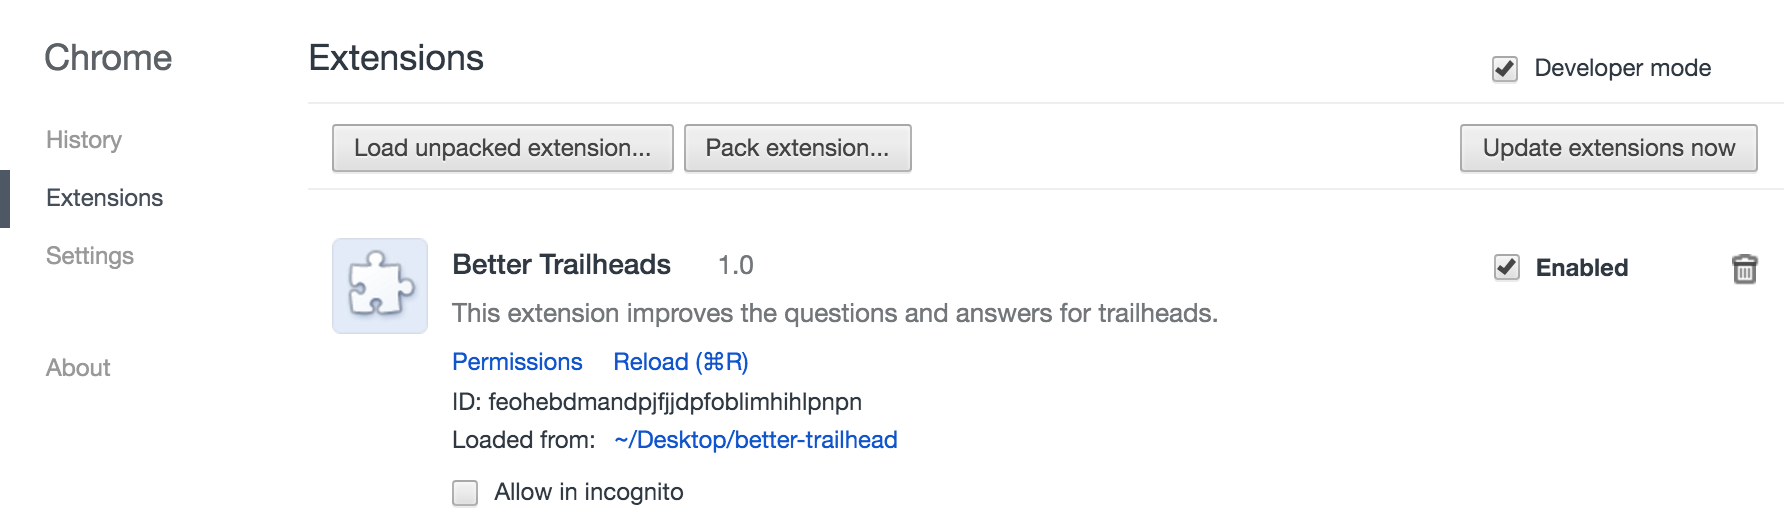 Chrome
Extensions
Developer mode
History
Load unpacked extension...
Pack extension...
Update extensions now
Extensions
Settings
Better Trailheads 1.0
Enabled
This extension improves the questions and answers for trailheads.
Permissions Reload (⌘R)
About
ID: feohebdmandpjfjjdpfoblimhihlpnpn
Loaded from: ~/Desktop/better-trailhead
Allow in incognito